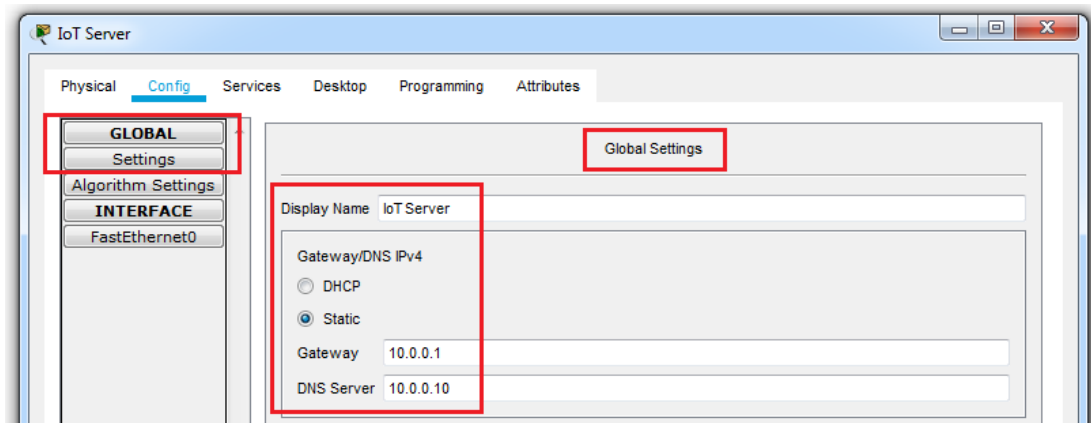 IoT Server
Physical Config Services Desktop Programming Attributes
GLOBAL
Settings
Algorithm Settings
INTERFACE
FastEthernet0
Global Settings
Display Name IoT Server
Gateway/DNS IPv4
DHCP
Static
Gateway 10.0.0.1
DNS Server 10.0.0.10